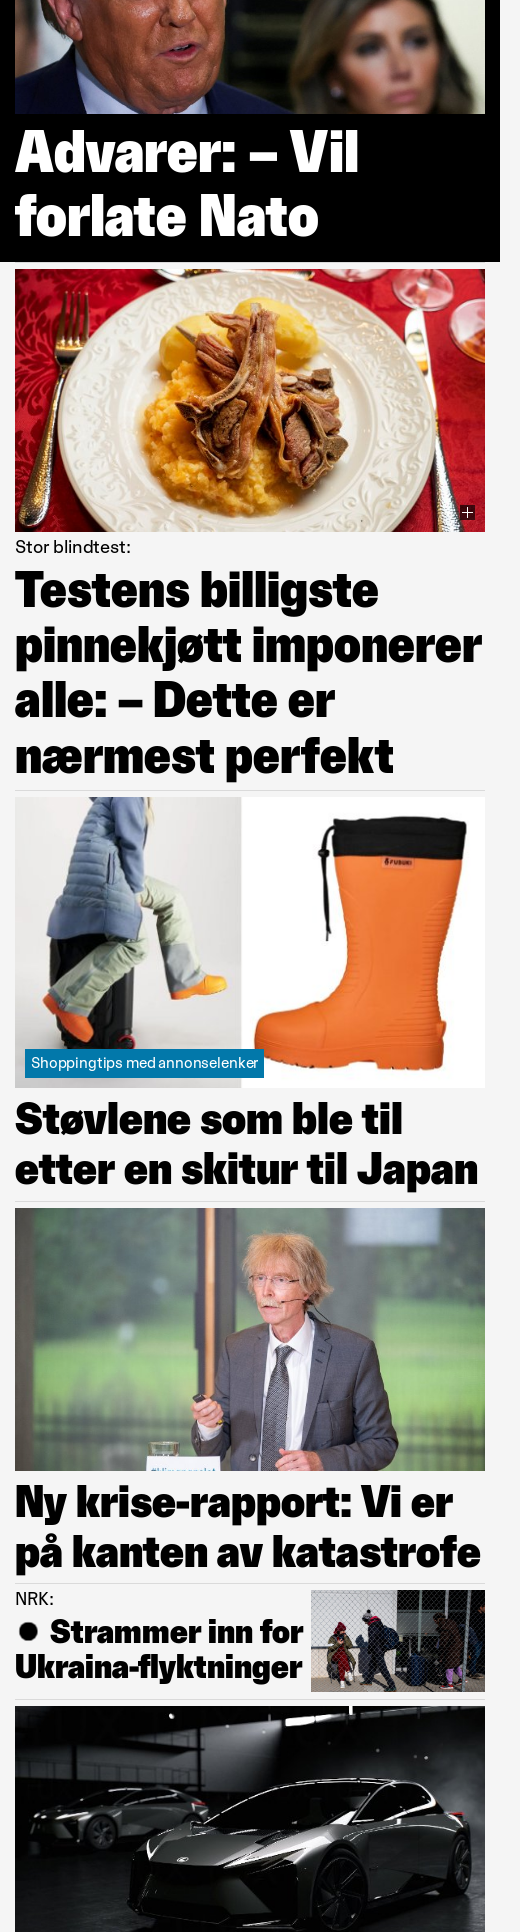 Advarer: – Vil
forlate Nato
Stor blindtest:
Testens billigste
pinnekjøtt imponerer
alle: – Dette er
nærmest perfekt
FUBUKI
Shoppingtips med annonselenker
Støvlene som ble til
etter en skitur til Japan
Ny krise-rapport: Vi er
på kanten av katastrofe
NRK:
● Strammer inn for
Ukraina-flyktninger